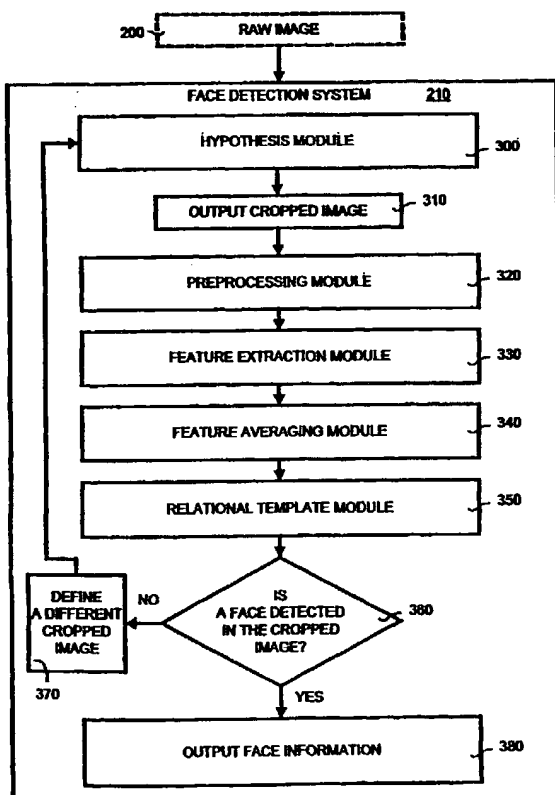 200
RAW IMAGE
FACE DETECTION SYSTEM 210
HYPOTHESIS MODULE
300
OUTPUT CROPPED IMAGE
310
PREPROCESSING MODULE
320
FEATURE EXTRACTION MODULE
330
FEATURE AVERAGING MODULE
340
RELATIONAL TEMPLATE MODULE
350
IS
A FACE DETECTED
IN THE CROPPED
IMAGE?
360
NO
DEFINE
A DIFFERENT
CROPPED
IMAGE
370
YES
OUTPUT FACE INFORMATION
380